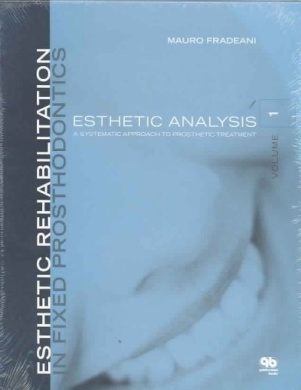 MAURO FRADEANI
ESTHETIC REHABILITATION
IN FIXED PROSTHODONTICS
ESTHETIC ANALYSIS
A SYSTEMATIC APPROACH TO PROSTHETIC TREATMENT
VOLUME 1